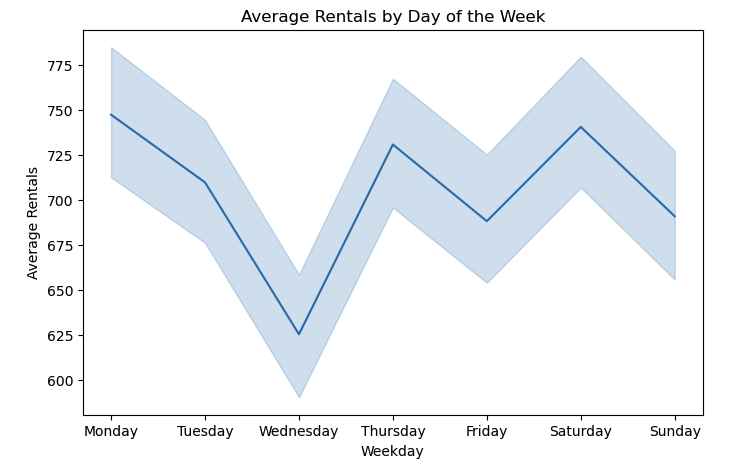 Average Rentals by Day of the Week
775
750
725
700
675
650
625
600
Average Rentals
Monday Tuesday Wednesday Thursday Friday Saturday Sunday
Weekday